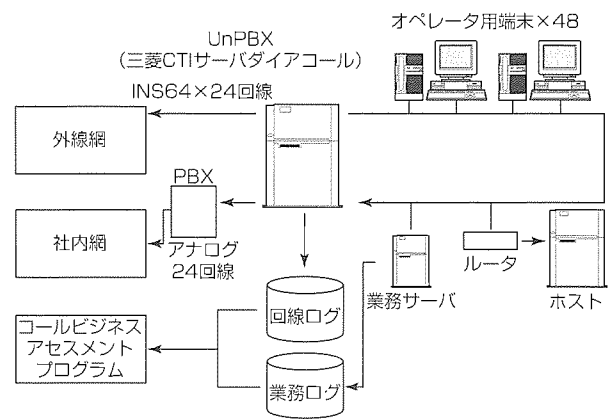 オペレータ用端末×48
UnPBX
(三菱CTIサーバダイアコール)
INS64×24回線
外線網
PBX
社内網
アナログ
24回線
ルータ
業務サーバ
ホスト
回線ログ
コールビジネス
アセスメント
プログラム
業務ログ